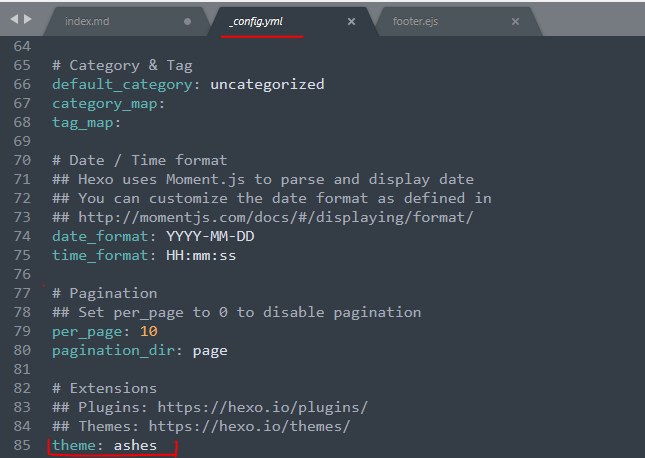 index.md
_config.yml
footer.ejs
64
65 # Category & Tag
66 default_category: uncategorized
67 category_map:
68 tag_map:
69
70 # Date / Time format
71 ## Hexo uses Moment.js to parse and display date
72 ## You can customize the date format as defined in
73 ## http://momentjs.com/docs/#/displaying/format/
74 date_format: YYYY-MM-DD
75 time_format: HH:mm:ss
76
77 # Pagination
78 ## Set per_page to 0 to disable pagination
79 per_page: 10
80 pagination_dir: page
81
82 # Extensions
83 ## Plugins: https://hexo.io/plugins/
84 ## Themes: https://hexo.io/themes/
85 theme: ashes